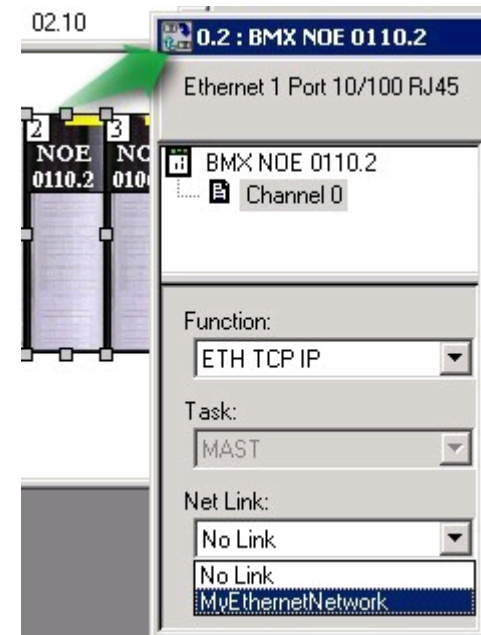 02.10
0.2 : BMX NOE 0110.2
Ethernet 1 Port 10/100 RJ45
2
3
NOE
0110.2
BMX NOE 0110.2
Channel 0
Function:
ETH TCP IP
Task:
MAST
Net Link:
No Link
No Link
MyEthernetNetwork